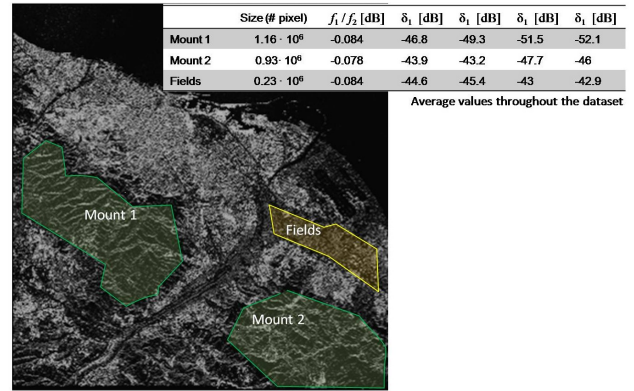 Size (# pixel) f₁/f₂ [dB] δ₁ [dB] δ₁ [dB] δ₁ [dB] δ₁ [dB]
Mount 1 1.16 · 10⁶ -0.084 -46.8 -49.3 -51.5 -52.1
Mount 2 0.93· 10⁶ -0.078 -43.9 -43.2 -47.7 -46
Fields 0.23 · 10⁶ -0.084 -44.6 -45.4 -43 -42.9
Average values throughout the dataset
Mount 1
Fields
Mount 2